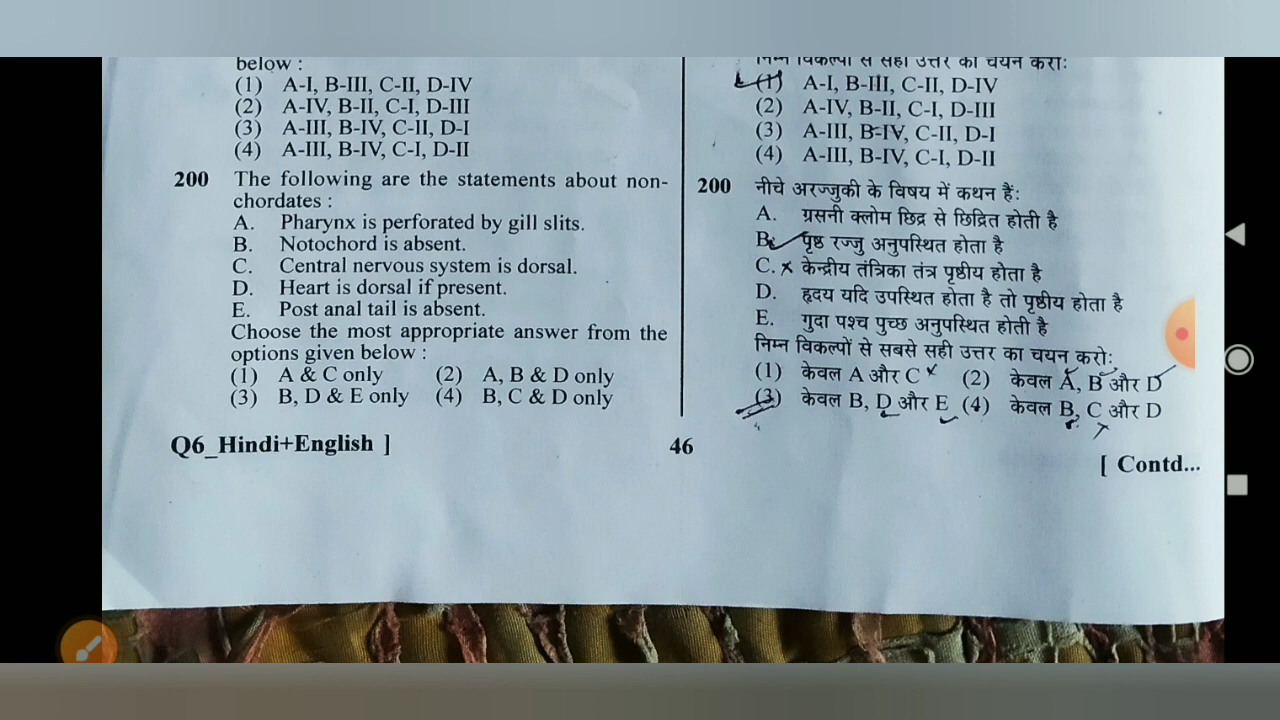 below :
(1) A-I, B-III, C-II, D-IV
(2) A-IV, B-II, C-I, D-III
(3) A-III, B-IV, C-II, D-I
(4) A-III, B-IV, C-I, D-II
200 The following are the statements about non-
chordates :
A. Pharynx is perforated by gill slits.
B. Notochord is absent.
C. Central nervous system is dorsal.
D. Heart is dorsal if present.
E. Post anal tail is absent.
Choose the most appropriate answer from the
options given below :
(1) A & C only (2) A, B & D only
(3) B, D & E only (4) B, C & D only
निम्न विकल्पों से सही उत्तर का चयन करो:
(1) A-I, B-III, C-II, D-IV
(2) A-IV, B-II, C-I, D-III
(3) A-III, B-IV, C-II, D-I
(4) A-III, B-IV, C-I, D-II
200 नीचे अरज्जुकी के विषय में कथन हैं:
A. ग्रसनी क्लोम छिद्र से छिद्रित होती है
B. पृष्ठ रज्जु अनुपस्थित होता है
C. केन्द्रीय तंत्रिका तंत्र पृष्ठीय होता है
D. हृदय यदि उपस्थित होता है तो पृष्ठीय होता है
E. गुदा पश्च पुच्छ अनुपस्थित होती है
निम्न विकल्पों से सबसे सही उत्तर का चयन करो:
(1) केवल A और C (2) केवल A, B और D
(3) केवल B, D और E (4) केवल B, C और D
Q6_Hindi+English ] 46 [ Contd...